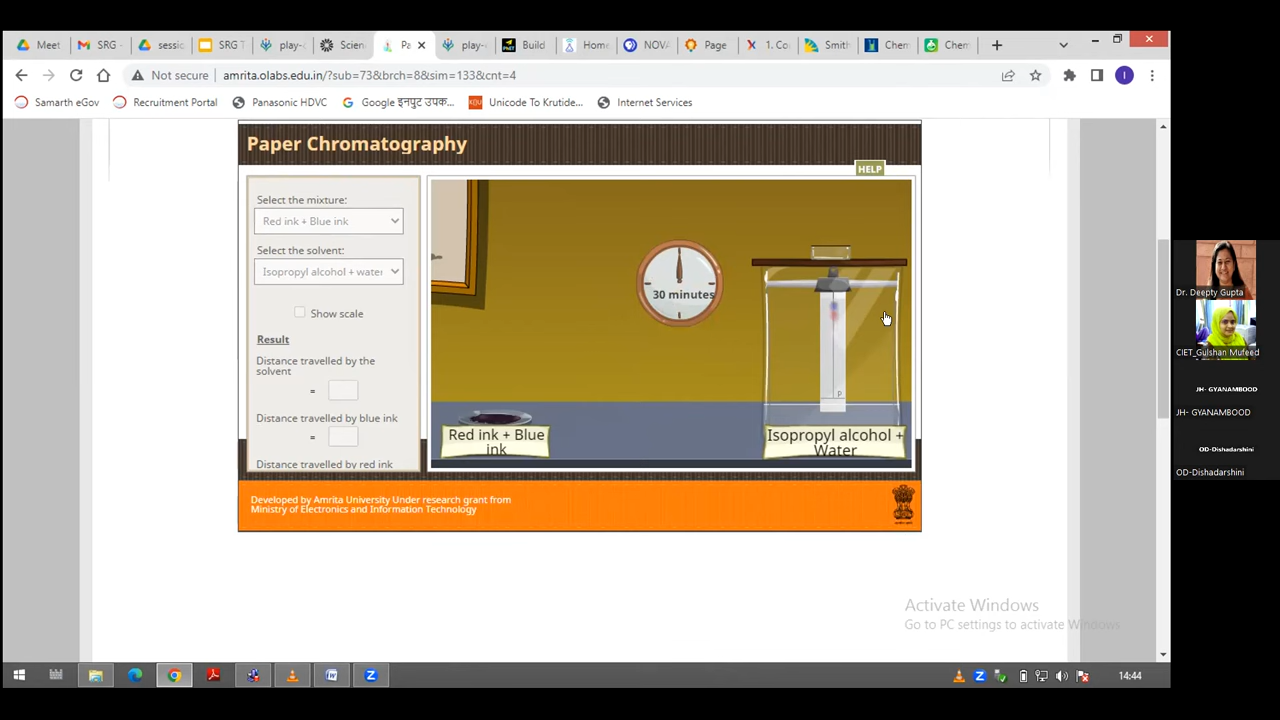 Meet
SRG
sessio
SRG T
play-
Scien
Pa
play-
Build
Home
NOV
Page
1. Co
Smith
Chem
Chem
Not secure
amrita.olabs.edu.in/?sub=73&brch=8&sim=133&cnt=4
I
Samarth eGov
Recruitment Portal
Panasonic HDVC
Google इनपुट उपक...
Unicode To Krutide...
Internet Services
Paper Chromatography
HELP
Select the mixture:
Red ink + Blue ink
Select the solvent:
Isopropyl alcohol + water
Show scale
Result
Distance travelled by the
solvent
=
Distance travelled by blue ink
=
Distance travelled by red ink
30 minutes
P
Red ink + Blue
ink
Isopropyl alcohol +
Water
Developed by Amrita University Under research grant from
Ministry of Electronics and Information Technology
Dr. Deepty Gupta
CIET_Gulshan Mufeed
JH- GYANAMBOOD
JH- GYANAMBOOD
OD-Dishadarshini
OD-Dishadarshini
Activate Windows
Go to PC settings to activate Windows
14:44